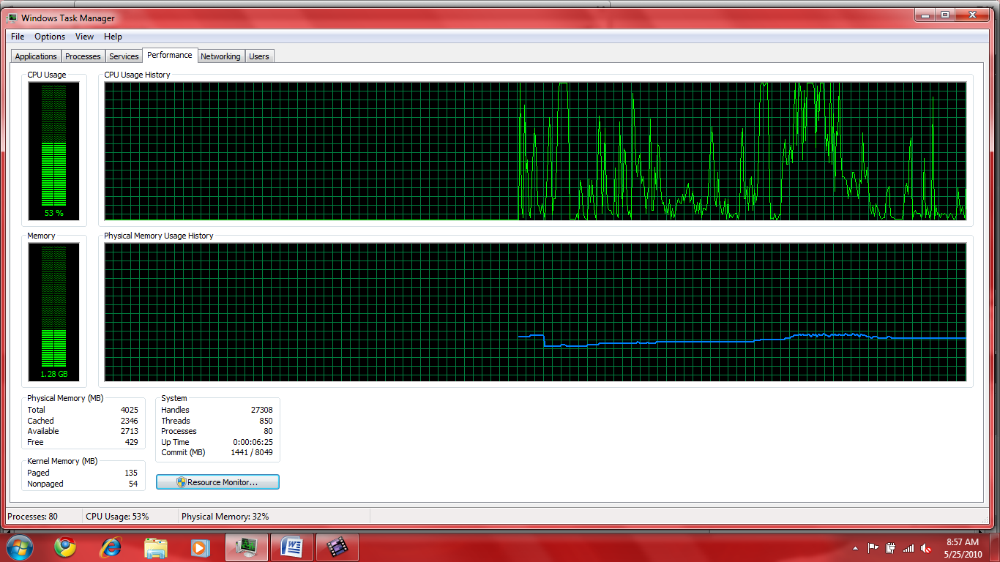 Windows Task Manager
File Options View Help
Applications Processes Services Performance Networking Users
CPU Usage
CPU Usage History
53 %
Memory
Physical Memory Usage History
1.28 GB
Physical Memory (MB)
Total 4025
Cached 2346
Available 2713
Free 429
System
Handles 27308
Threads 850
Processes 80
Up Time 0:00:06:25
Commit (MB) 1441 / 8049
Kernel Memory (MB)
Paged 135
Nonpaged 54
Resource Monitor...
Processes: 80 CPU Usage: 53% Physical Memory: 32%
8:57 AM
5/25/2010